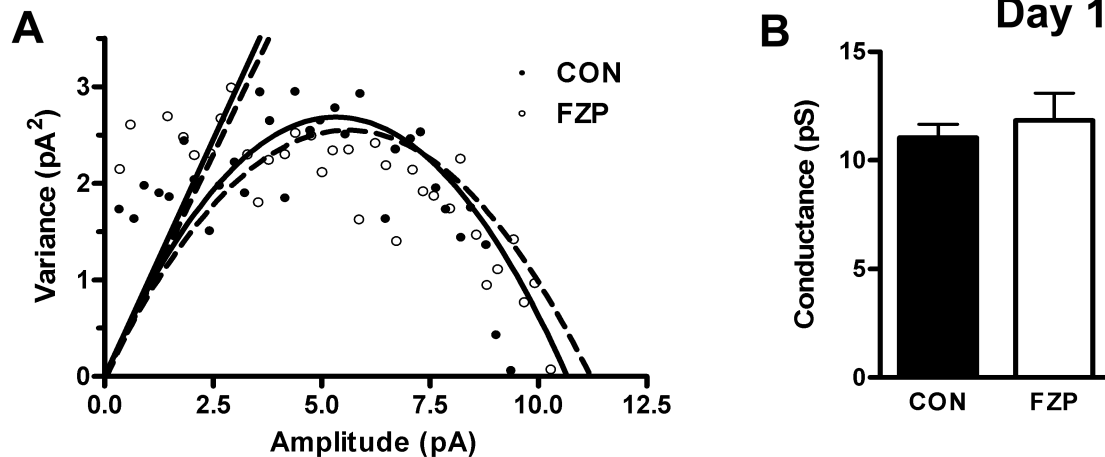 A
Variance (pA²)
3
2
1
0
0.0 2.5 5.0 7.5 10.0 12.5
Amplitude (pA)
CON
FZP
B
Day 1
Conductance (pS)
15
10
5
0
CON FZP